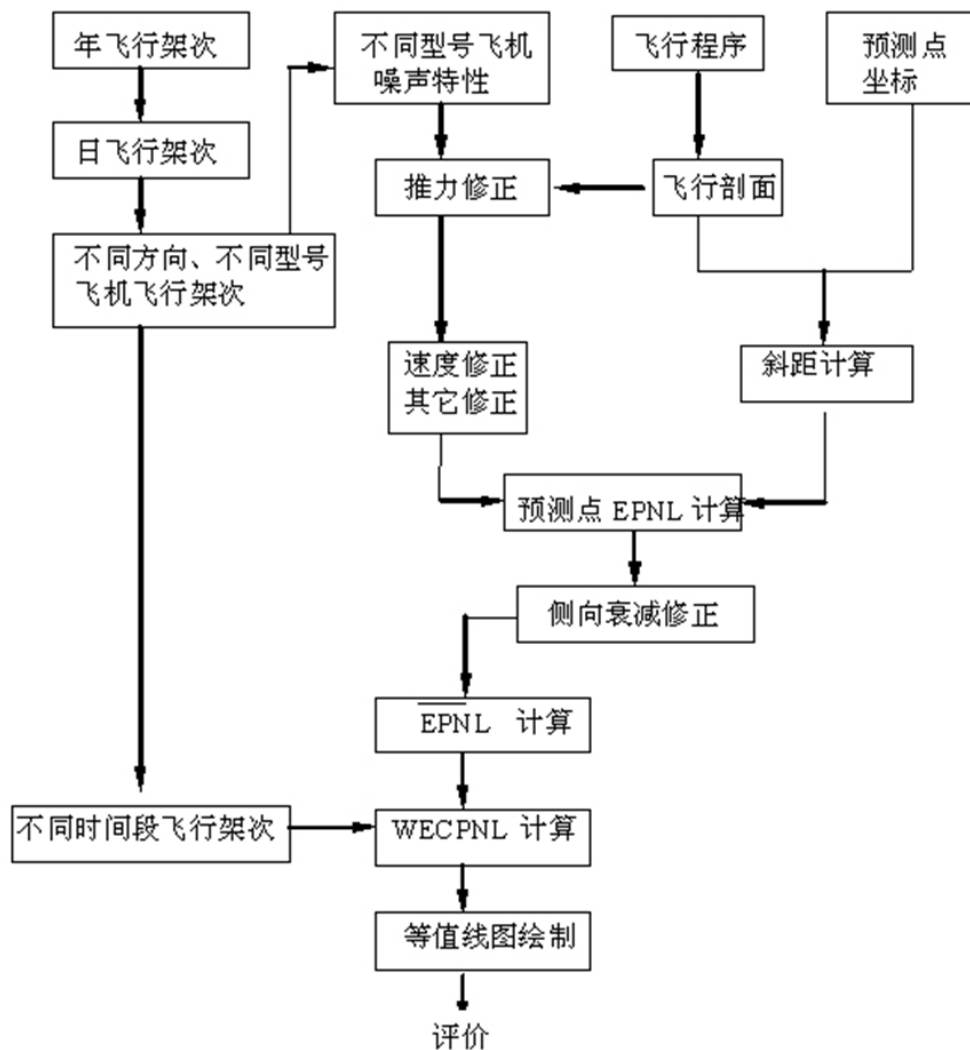 年飞行架次
不同型号飞机
噪声特性
飞行程序
预测点
坐标
日飞行架次
推力修正
飞行剖面
不同方向、不同型号
飞机飞行架次
速度修正
其它修正
斜距计算
预测点 EPNL 计算
侧向衰减修正
EPNL 计算
不同时间段飞行架次
WECPNL 计算
等值线图绘制
评价